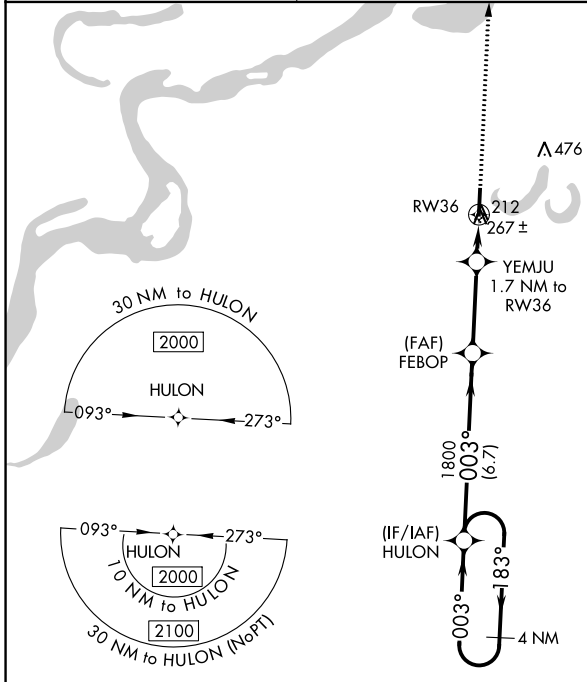 476
RW36
212
267 ±
YEMJU
1.7 NM to
RW36
30 NM to HULON
2000
HULON
093°
273°
(FAF)
FEBOP
1800
003°
(6.7)
093°
273°
HULON
2000
10 NM to HULON
2100
30 NM to HULON (NoPT)
(IF/IAF)
HULON
003°
183°
4 NM